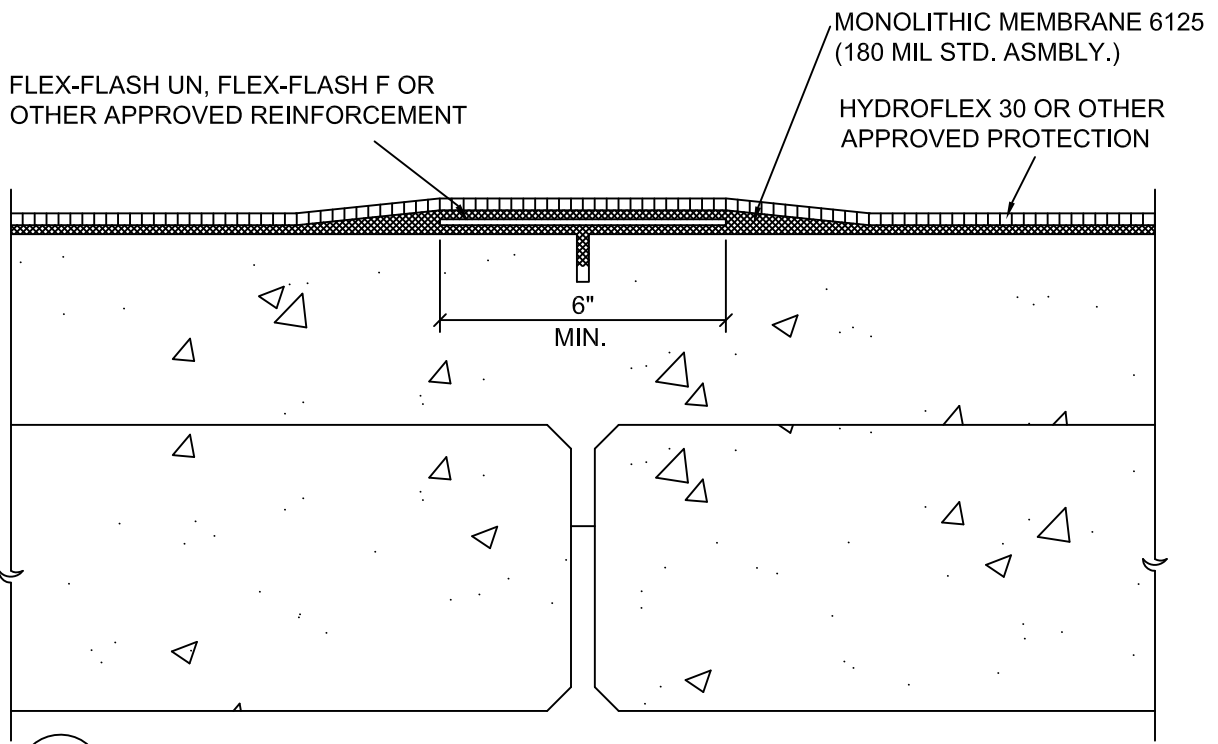 MONOLITHIC MEMBRANE 6125
(180 MIL STD. ASMBLY.)
FLEX-FLASH UN, FLEX-FLASH F OR
OTHER APPROVED REINFORCEMENT
HYDROFLEX 30 OR OTHER
APPROVED PROTECTION
6"
MIN.